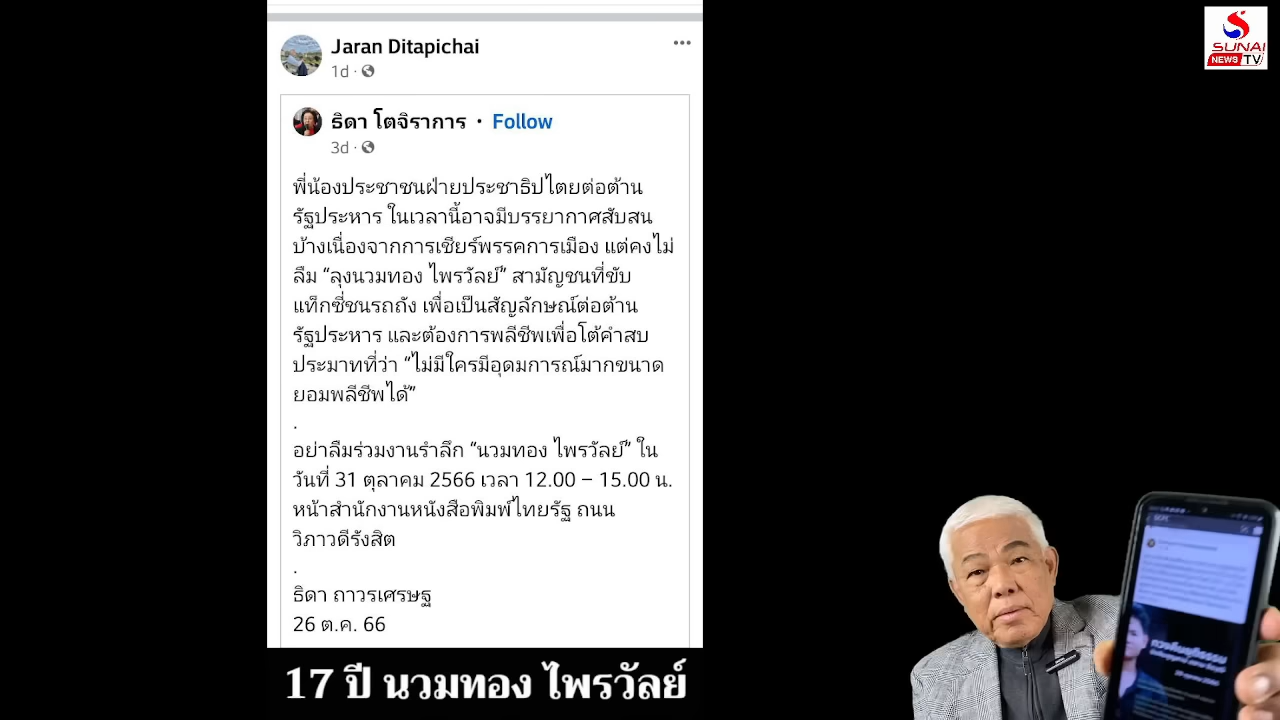 Jaran Ditapichai
1d
ธิดา โตจิราการ · Follow
3d
พี่น้องประชาชนฝ่ายประชาธิปไตยต่อต้าน
รัฐประหาร ในเวลานี้อาจมีบรรยากาศสับสน
บ้างเนื่องจากการเชียร์พรรคการเมือง แต่คงไม่
ลืม “ลุงนวมทอง ไพรวัลย์” สามัญชนที่ขับ
แท็กซี่ชนรถถัง เพื่อเป็นสัญลักษณ์ต่อต้าน
รัฐประหาร และต้องการพลีชีพเพื่อโต้คำสบ
ประมาทที่ว่า “ไม่มีใครมีอุดมการณ์มากขนาด
ยอมพลีชีพได้”
.
อย่าลืมร่วมงานรำลึก “นวมทอง ไพรวัลย์” ใน
วันที่ 31 ตุลาคม 2566 เวลา 12.00 – 15.00 น.
หน้าสำนักงานหนังสือพิมพ์ไทยรัฐ ถนน
วิภาวดีรังสิต
.
ธิดา ถาวรเศรษฐ
26 ต.ค. 66
17 ปี นวมทอง ไพรวัลย์
SUNAI
NEWS TV